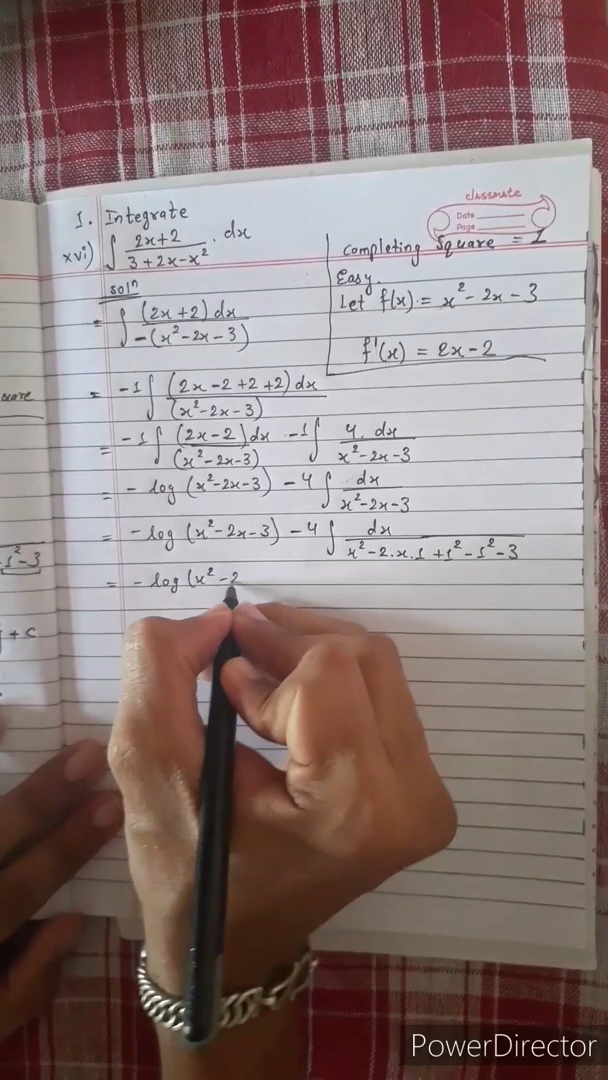 1. Integrate
xvi) ∫ (2x+2)/(3+2x-x²) . dx
classmate
Date
Page
Completing Square = 1
Easy.
Let f(x) = x²-2x-3
f'(x) = 2x-2
solⁿ
= ∫ (2x+2) dx / -(x²-2x-3)
= -1∫ (2x-2+2+2) dx / (x²-2x-3)
= -1∫ (2x-2) dx / (x²-2x-3) -1∫ 4. dx / x²-2x-3
= - log (x²-2x-3) - 4 ∫ dx / x²-2x-3
= - log (x²-2x-3) - 4 ∫ dx / x²-2.x.1+1²-1²-3
= - log (x²-2
1²-3
+ c
PowerDirector